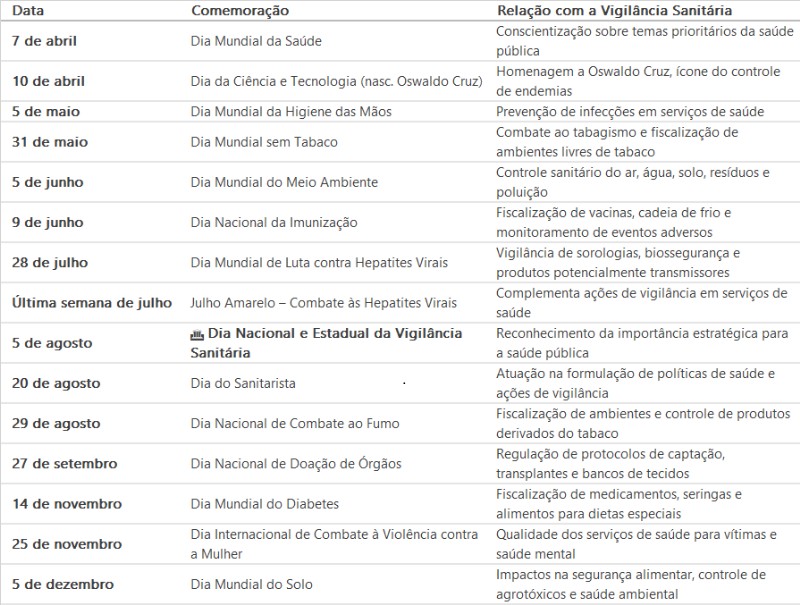 Data Comemoração Relação com a Vigilância Sanitária
7 de abril Dia Mundial da Saúde Conscientização sobre temas prioritários da saúde
pública
10 de abril Dia da Ciência e Tecnologia (nasc. Oswaldo Cruz) Homenagem a Oswaldo Cruz, ícone do controle
de endemias
5 de maio Dia Mundial da Higiene das Mãos Prevenção de infecções em serviços de saúde
31 de maio Dia Mundial sem Tabaco Combate ao tabagismo e fiscalização de
ambientes livres de tabaco
5 de junho Dia Mundial do Meio Ambiente Controle sanitário do ar, água, solo, resíduos e
poluição
9 de junho Dia Nacional da Imunização Fiscalização de vacinas, cadeia de frio e
monitoramento de eventos adversos
28 de julho Dia Mundial de Luta contra Hepatites Virais Vigilância de sorologias, biossegurança e
produtos potencialmente transmissores
Última semana de julho Julho Amarelo – Combate às Hepatites Virais Complementa ações de vigilância em serviços de
saúde
5 de agosto Dia Nacional e Estadual da Vigilância
Sanitária Reconhecimento da importância estratégica para
a saúde pública
20 de agosto Dia do Sanitarista Atuação na formulação de políticas de saúde e
ações de vigilância
29 de agosto Dia Nacional de Combate ao Fumo Fiscalização de ambientes e controle de produtos
derivados do tabaco
27 de setembro Dia Nacional de Doação de Órgãos Regulação de protocolos de captação,
transplantes e bancos de tecidos
14 de novembro Dia Mundial do Diabetes Fiscalização de medicamentos, seringas e
alimentos para dietas especiais
25 de novembro Dia Internacional de Combate à Violência contra
a Mulher Qualidade dos serviços de saúde para vítimas e
saúde mental
5 de dezembro Dia Mundial do Solo Impactos na segurança alimentar, controle de
agrotóxicos e saúde ambiental